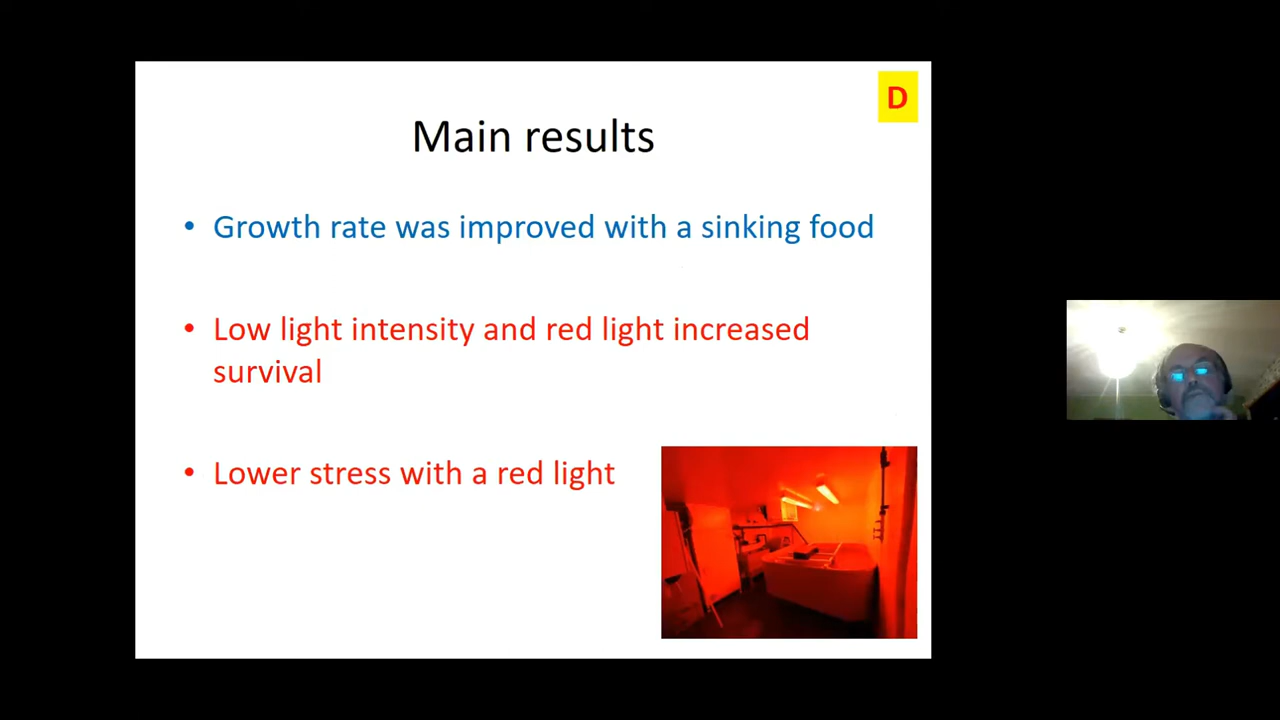 D
Main results
• Growth rate was improved with a sinking food
• Low light intensity and red light increased
survival
• Lower stress with a red light